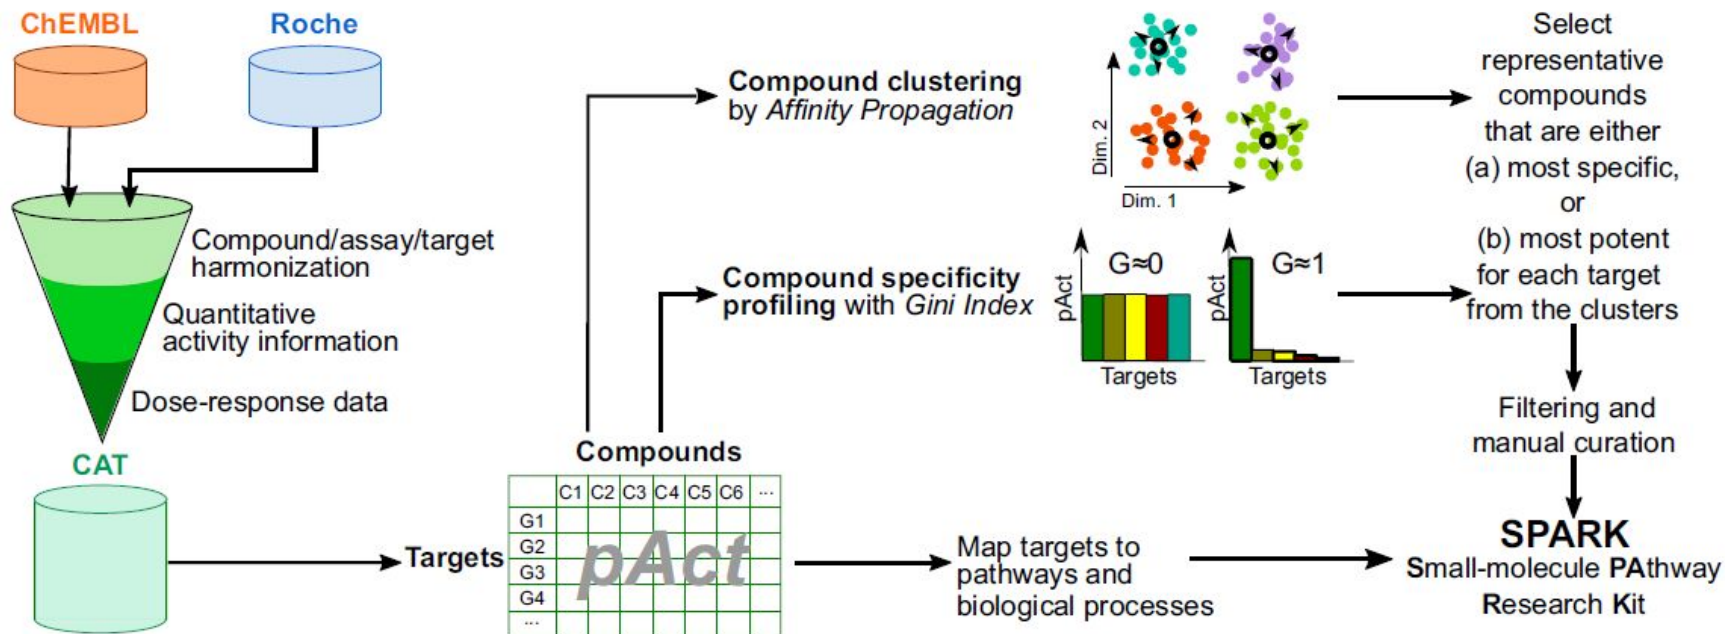 ChEMBL
Roche
Compound/assay/target
harmonization
Quantitative
activity information
Dose-response data
CAT
Compounds
Targets
C1 C2 C3 C4 C5 C6 ...
G1
G2
G3
G4
...
pAct
Compound clustering
by Affinity Propagation
Dim. 2
Dim. 1
Compound specificity
profiling with Gini Index
G≈0
pAct
Targets
G≈1
pAct
Targets
Map targets to
pathways and
biological processes
Select
representative
compounds
that are either
(a) most specific,
or
(b) most potent
for each target
from the clusters
Filtering and
manual curation
SPARK
Small-molecule PAthway
Research Kit